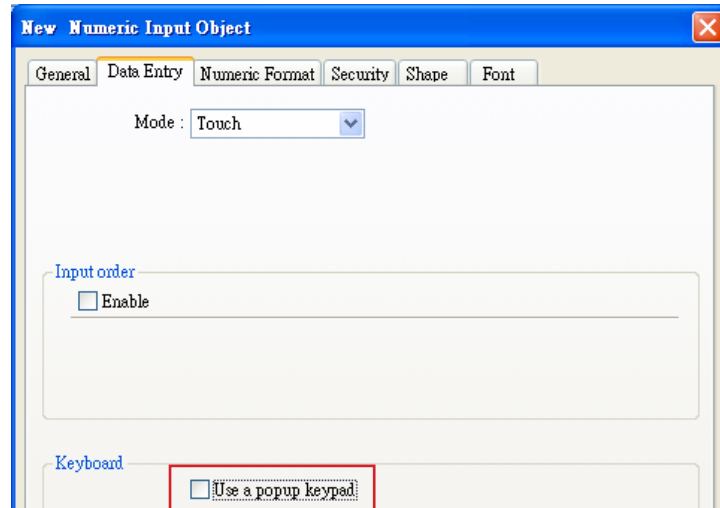 New Numeric Input Object
General Data Entry Numeric Format Security Shape Font
Mode : Touch
Input order
Enable
Keyboard
Use a popup keypad